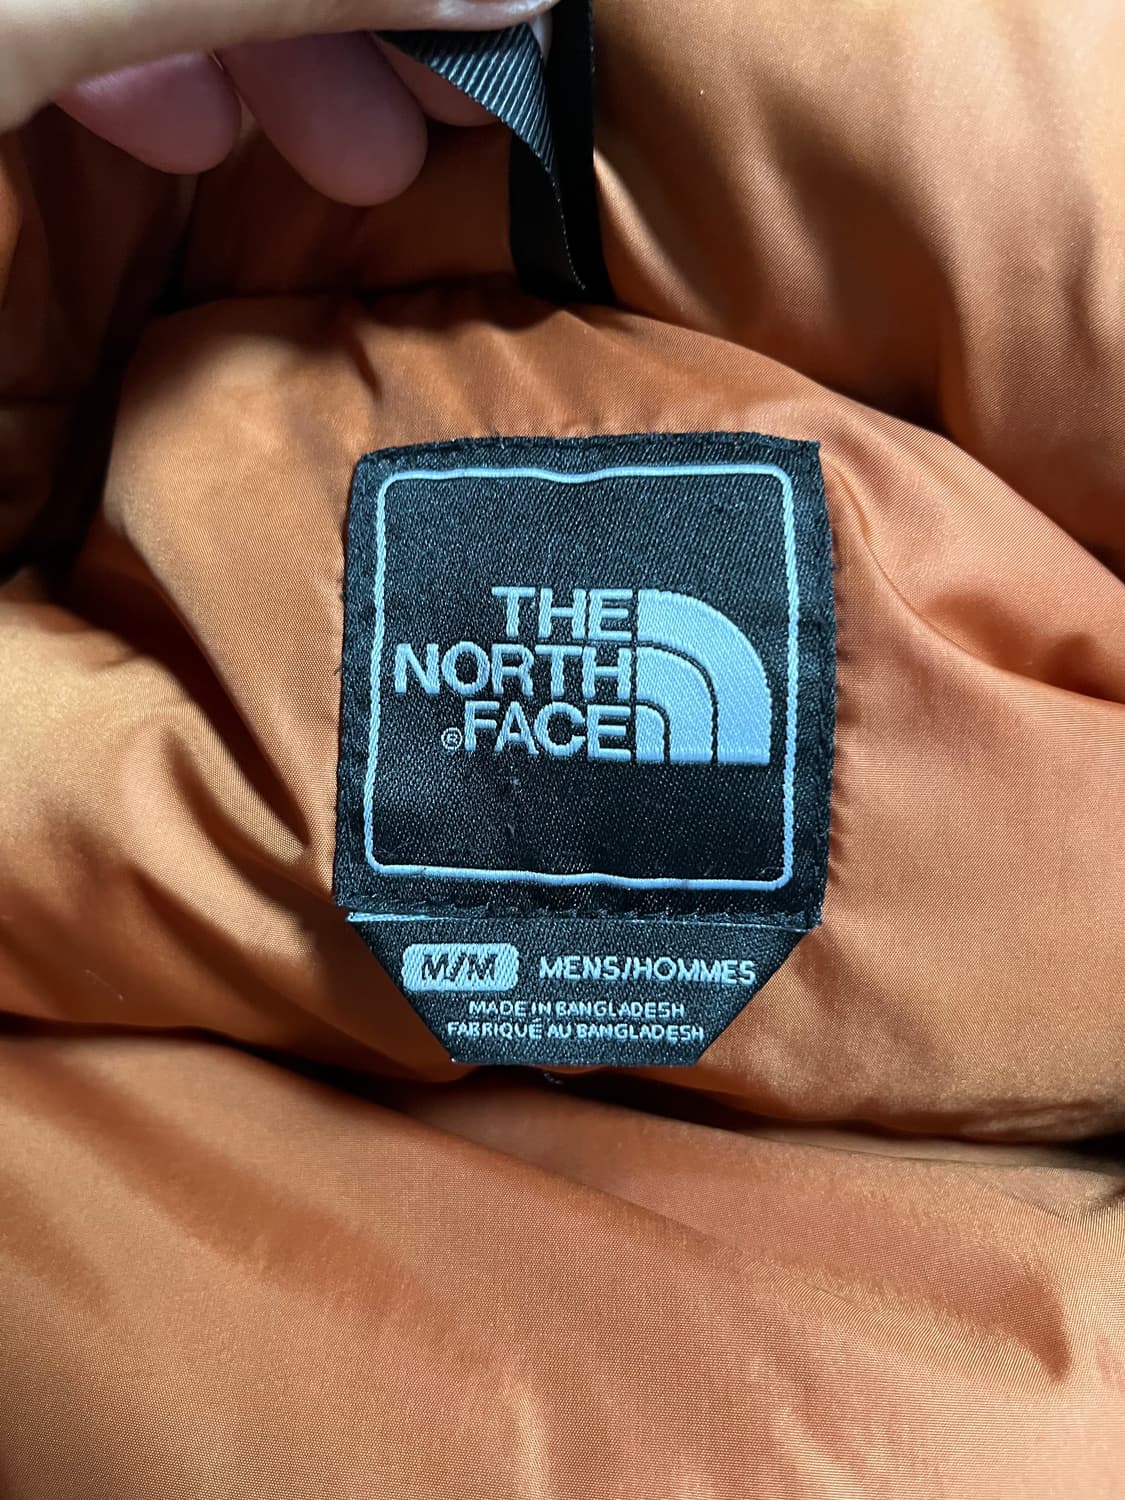 THE
NORTH
®FACE
M/M MENS/HOMMES
MADE IN BANGLADESH
FABRIQUÉ AU BANGLADESH